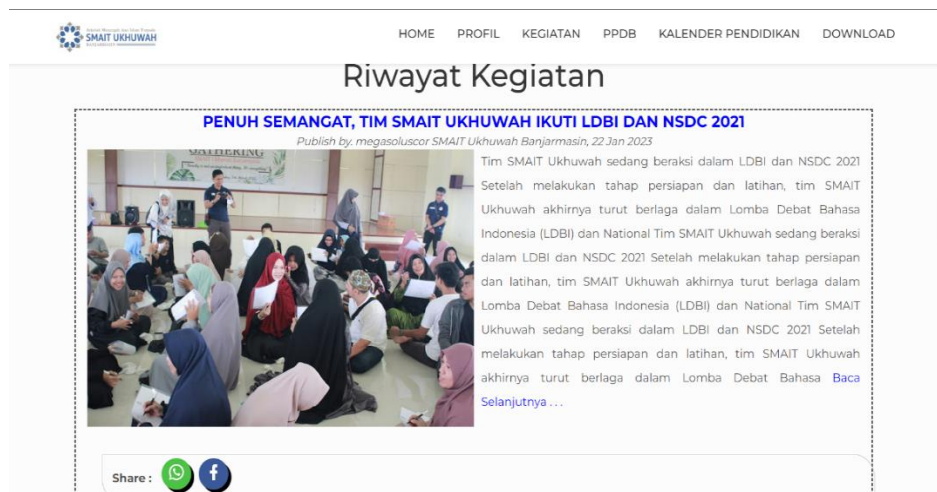 SMAIT UKHUWAH
HOME PROFIL KEGIATAN PPDB KALENDER PENDIDIKAN DOWNLOAD
Riwayat Kegiatan
PENUH SEMANGAT, TIM SMAIT UKHUWAH IKUTI LDBI DAN NSDC 2021
Publish by. megasoluscor SMAIT Ukhuwah Banjarmasin, 22 Jan 2023
GATHERING
Tim SMAIT Ukhuwah sedang beraksi dalam LDBI dan NSDC 2021
Setelah melakukan tahap persiapan dan latihan, tim SMAIT
Ukhuwah akhirnya turut berlaga dalam Lomba Debat Bahasa
Indonesia (LDBI) dan National Tim SMAIT Ukhuwah sedang beraksi
dalam LDBI dan NSDC 2021 Setelah melakukan tahap persiapan
dan latihan, tim SMAIT Ukhuwah akhirnya turut berlaga dalam
Lomba Debat Bahasa Indonesia (LDBI) dan National Tim SMAIT
Ukhuwah sedang beraksi dalam LDBI dan NSDC 2021 Setelah
melakukan tahap persiapan dan latihan, tim SMAIT Ukhuwah
akhirnya turut berlaga dalam Lomba Debat Bahasa Baca
Selanjutnya . . .
Share :